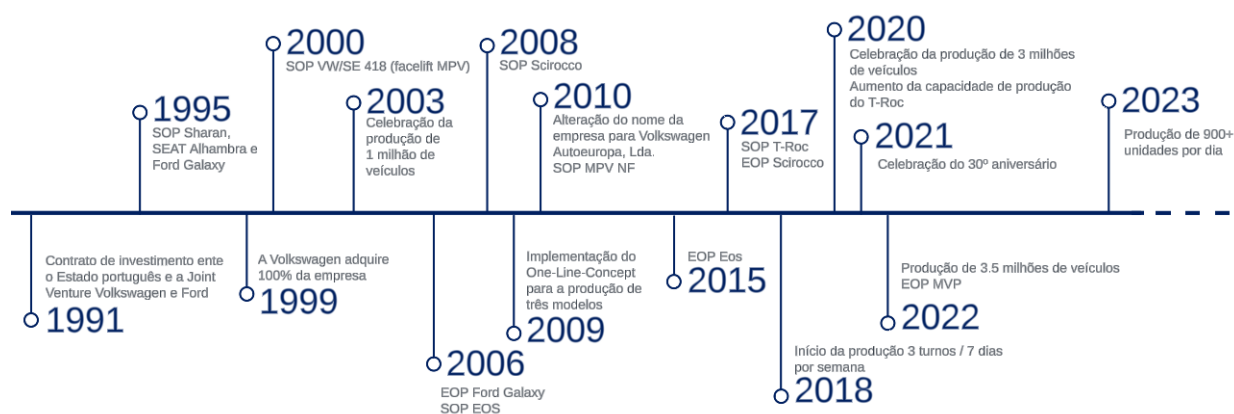 1991
Contrato de investimento ente
o Estado português e a Joint
Venture Volkswagen e Ford
1995
SOP Sharan,
SEAT Alhambra e
Ford Galaxy
1999
A Volkswagen adquire
100% da empresa
2000
SOP VW/SE 418 (facelift MPV)
2003
Celebração da
produção de
1 milhão de
veículos
2006
EOP Ford Galaxy
SOP EOS
2008
SOP Scirocco
2009
Implementação do
One-Line-Concept
para a produção de
três modelos
2010
Alteração do nome da
empresa para Volkswagen
Autoeuropa, Lda.
SOP MPV NF
2015
EOP Eos
2017
SOP T-Roc
EOP Scirocco
2018
Início da produção 3 turnos / 7 dias
por semana
2020
Celebração da produção de 3 milhões
de veículos
Aumento da capacidade de produção
do T-Roc
2021
Celebração do 30º aniversário
2022
Produção de 3.5 milhões de veículos
EOP MVP
2023
Produção de 900+
unidades por dia